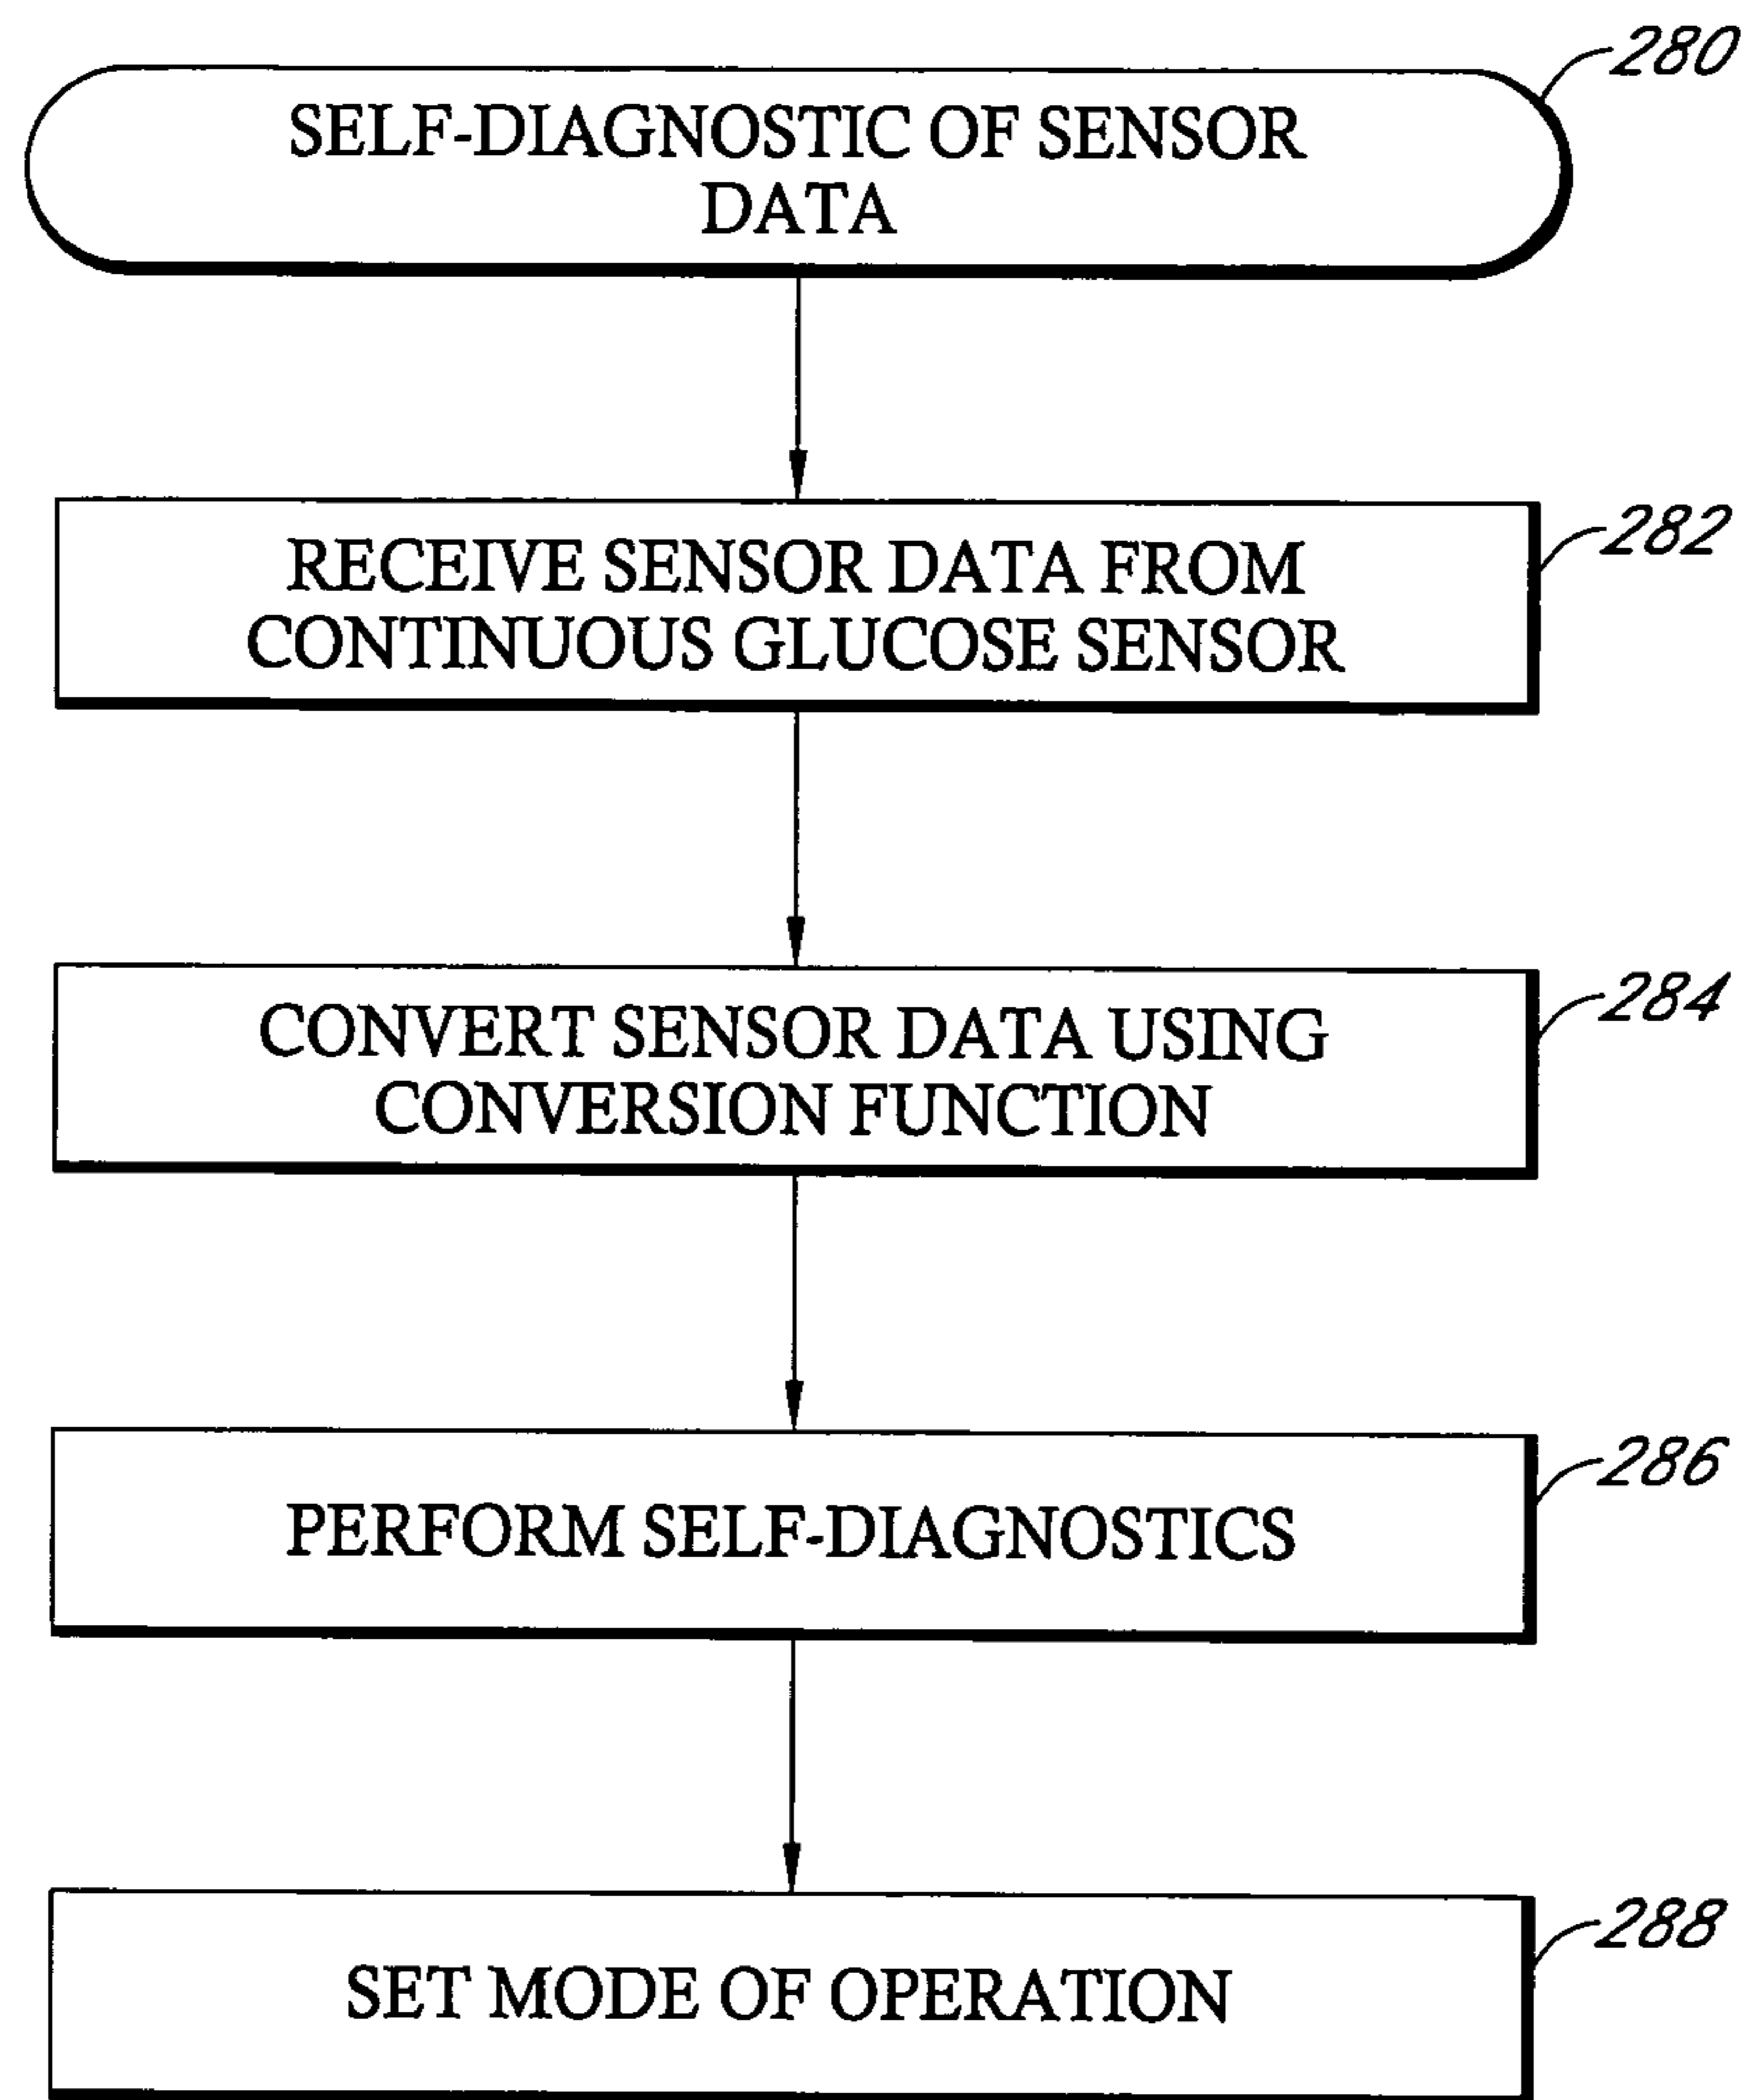 280
SELF-DIAGNOSTIC OF SENSOR
DATA
282
RECEIVE SENSOR DATA FROM
CONTINUOUS GLUCOSE SENSOR
284
CONVERT SENSOR DATA USING
CONVERSION FUNCTION
286
PERFORM SELF-DIAGNOSTICS
288
SET MODE OF OPERATION